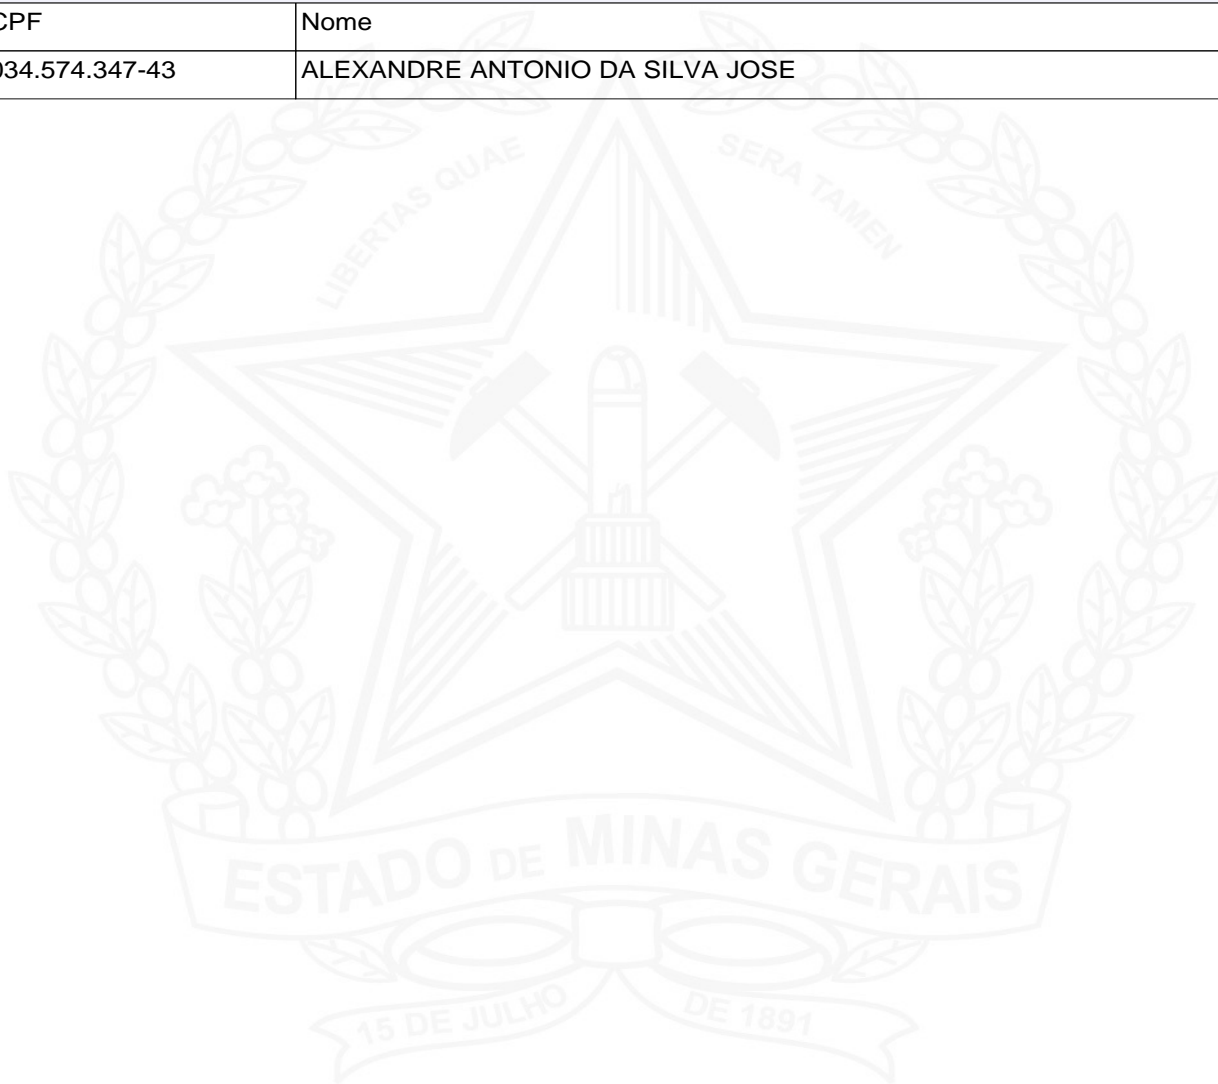 CPF Nome
034.574.347-43 ALEXANDRE ANTONIO DA SILVA JOSE
LIBERTAS QUAE SERA TAMEN
ESTADO DE MINAS GERAIS
15 DE JULHO DE 1891